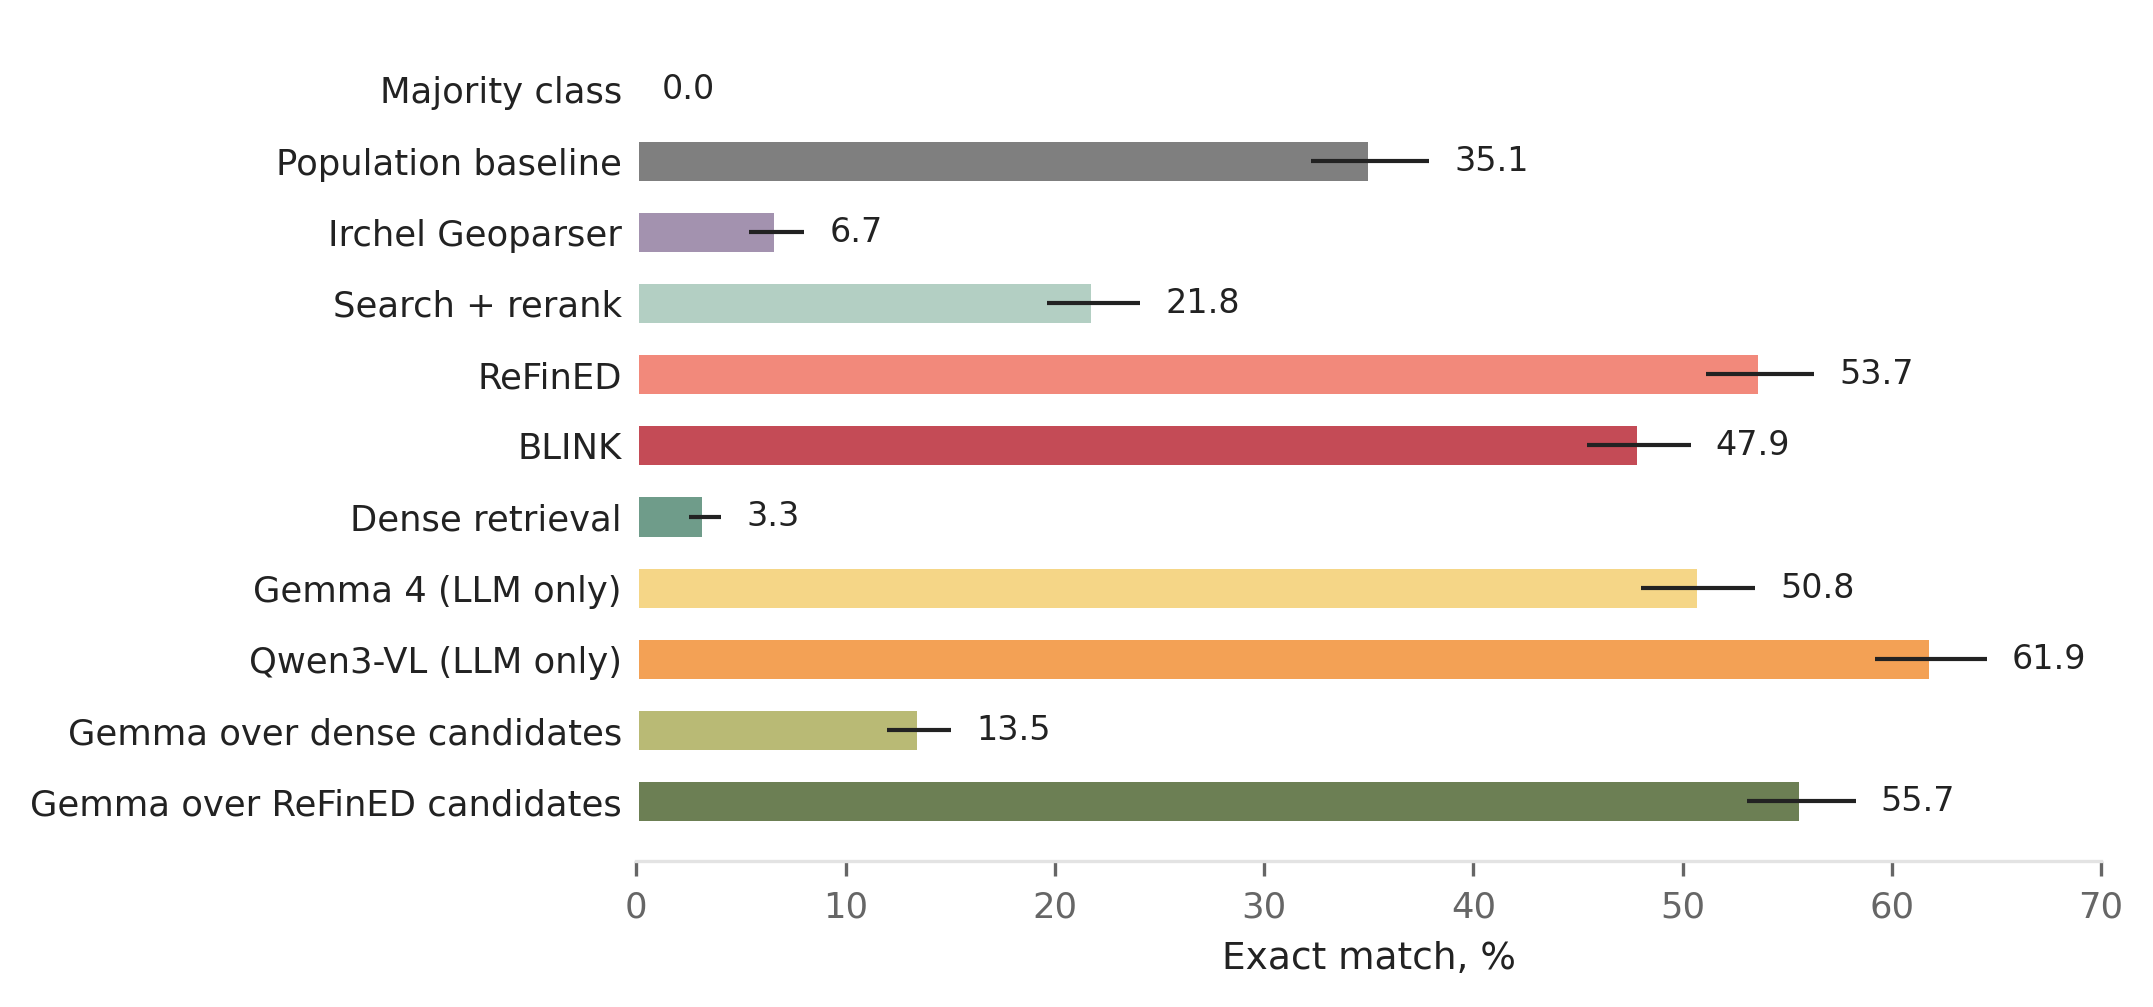 Majority class 0.0
Population baseline 35.1
Irchel Geoparser 6.7
Search + rerank 21.8
ReFinED 53.7
BLINK 47.9
Dense retrieval 3.3
Gemma 4 (LLM only) 50.8
Qwen3-VL (LLM only) 61.9
Gemma over dense candidates 13.5
Gemma over ReFinED candidates 55.7
0 10 20 30 40 50 60 70
Exact match, %